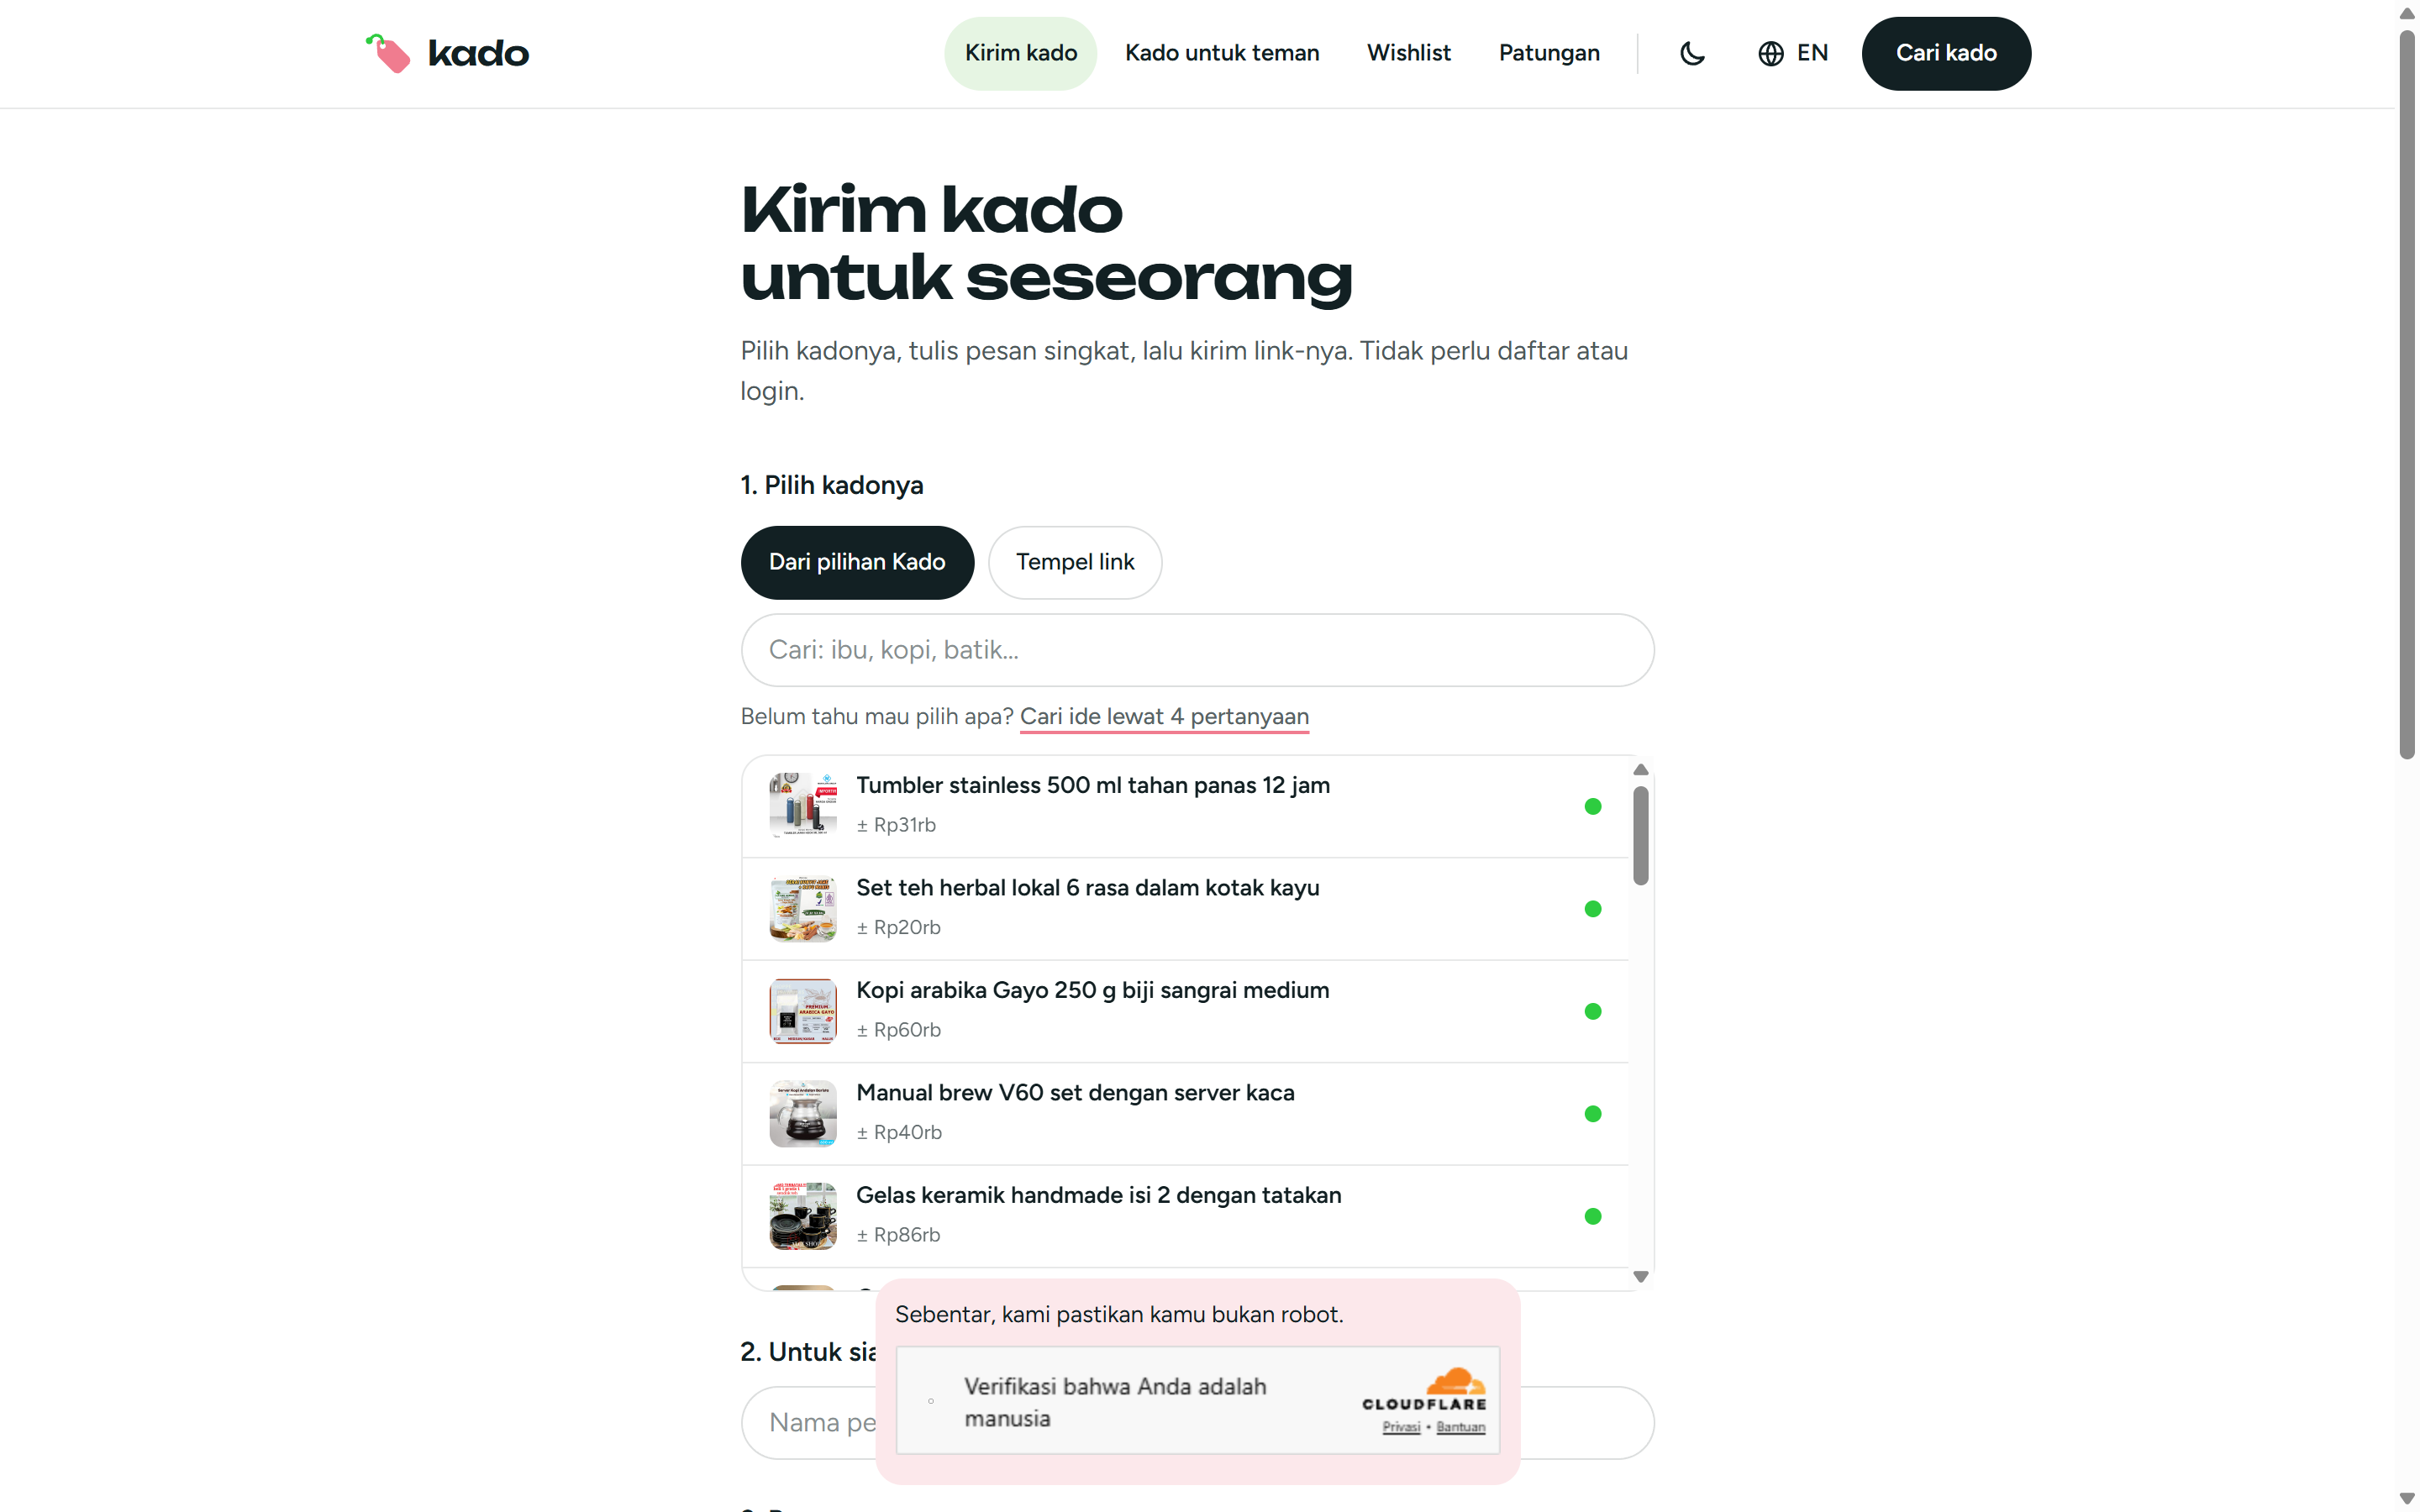 kado
Kirim kado
Kado untuk teman
Wishlist
Patungan
EN
Cari kado
Kirim kado
untuk seseorang
Pilih kadonya, tulis pesan singkat, lalu kirim link-nya. Tidak perlu daftar atau
login.
1. Pilih kadonya
Dari pilihan Kado
Tempel link
Cari: ibu, kopi, batik...
Belum tahu mau pilih apa? Cari ide lewat 4 pertanyaan
Tumbler stainless 500 ml tahan panas 12 jam
± Rp31rb
Set teh herbal lokal 6 rasa dalam kotak kayu
± Rp20rb
Kopi arabika Gayo 250 g biji sangrai medium
± Rp60rb
PREMIUM
ARABICA GAYO
Manual brew V60 set dengan server kaca
± Rp40rb
Gelas keramik handmade isi 2 dengan tatakan
± Rp86rb
Sebentar, kami pastikan kamu bukan robot.
Verifikasi bahwa Anda adalah
manusia
CLOUDFLARE
Privasi • Bantuan
2. Untuk sia
Nama pe